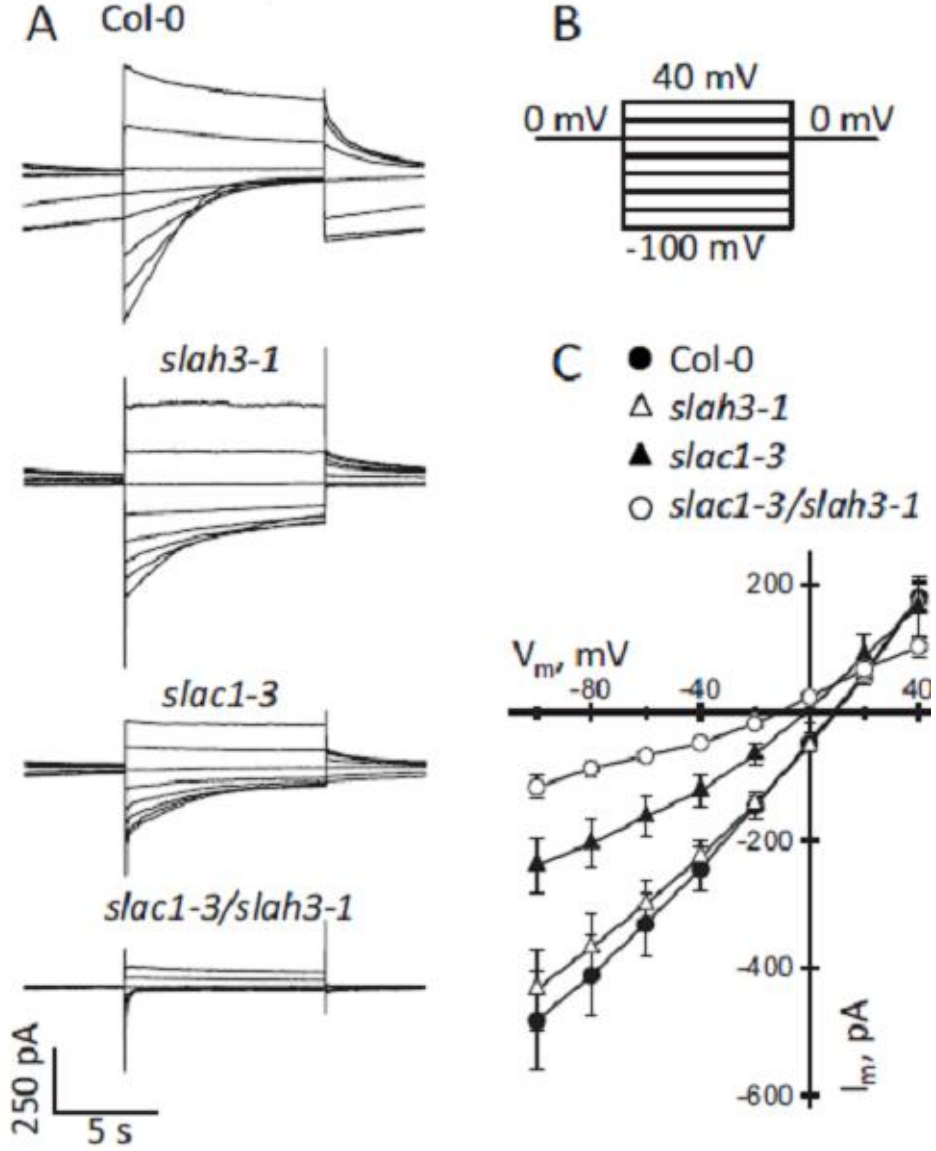 A Col-0
slah3-1
slac1-3
slac1-3/slah3-1
250 pA
5 s
B
40 mV
0 mV 0 mV
-100 mV
C
Col-0
slah3-1
slac1-3
slac1-3/slah3-1
200
Vm, mV
-80 -40 40
-200
-400
-600
Im, pA